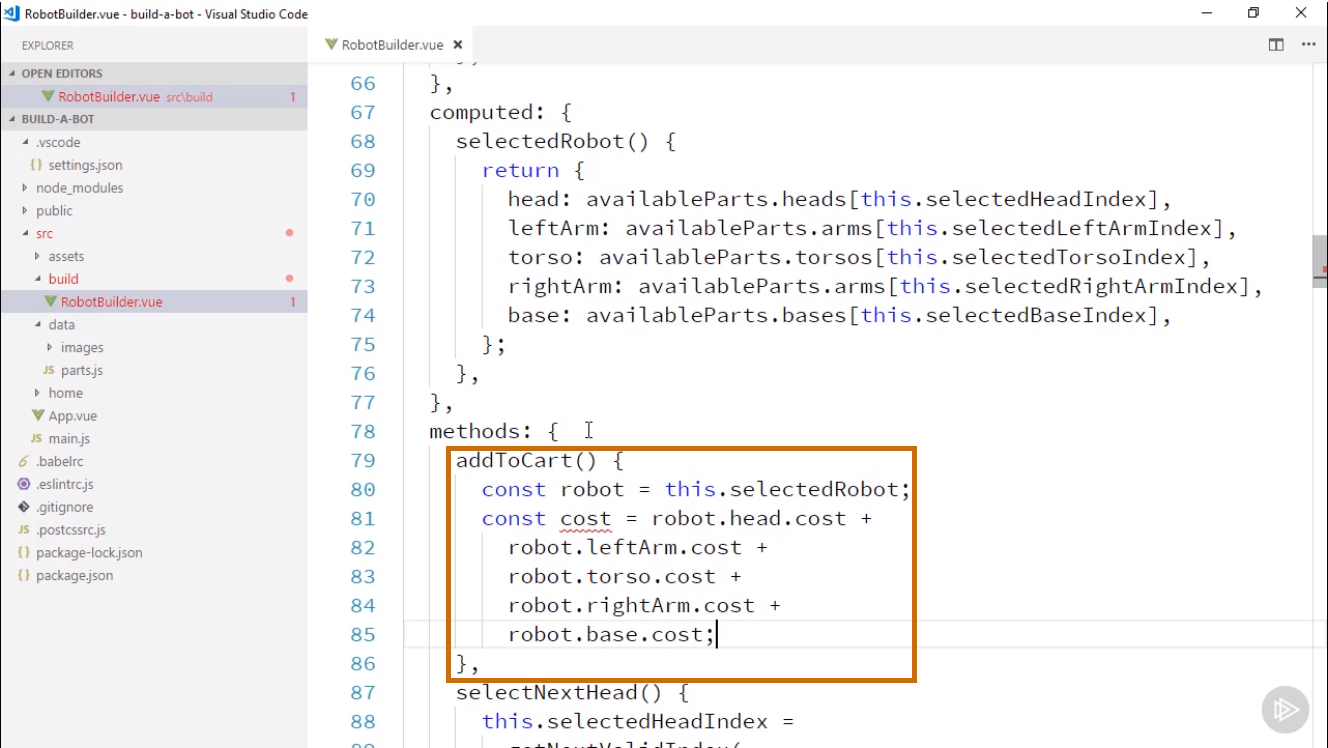 RobotBuilder.vue - build-a-bot - Visual Studio Code
EXPLORER
RobotBuilder.vue
OPEN EDITORS
RobotBuilder.vue src\build 1
BUILD-A-BOT
.vscode
{} settings.json
node_modules
public
src
assets
build
RobotBuilder.vue 1
data
images
JS parts.js
home
App.vue
JS main.js
.babelrc
.eslintrc.js
.gitignore
JS .postcssrc.js
{} package-lock.json
{} package.json
66 },
67 computed: {
68 selectedRobot() {
69 return {
70 head: availableParts.heads[this.selectedHeadIndex],
71 leftArm: availableParts.arms[this.selectedLeftArmIndex],
72 torso: availableParts.torsos[this.selectedTorsoIndex],
73 rightArm: availableParts.arms[this.selectedRightArmIndex],
74 base: availableParts.bases[this.selectedBaseIndex],
75 };
76 },
77 },
78 methods: {
79 addToCart() {
80 const robot = this.selectedRobot;
81 const cost = robot.head.cost +
82 robot.leftArm.cost +
83 robot.torso.cost +
84 robot.rightArm.cost +
85 robot.base.cost;
86 },
87 selectNextHead() {
88 this.selectedHeadIndex =